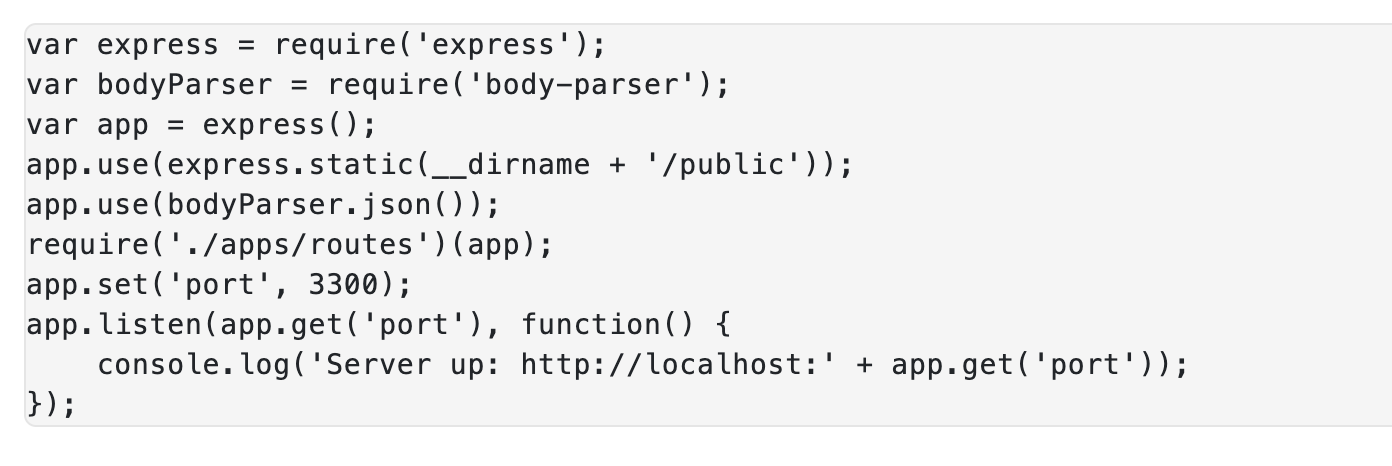 var express = require('express');
var bodyParser = require('body-parser');
var app = express();
app.use(express.static(__dirname + '/public'));
app.use(bodyParser.json());
require('./apps/routes')(app);
app.set('port', 3300);
app.listen(app.get('port'), function() {
    console.log('Server up: http://localhost:' + app.get('port'));
});